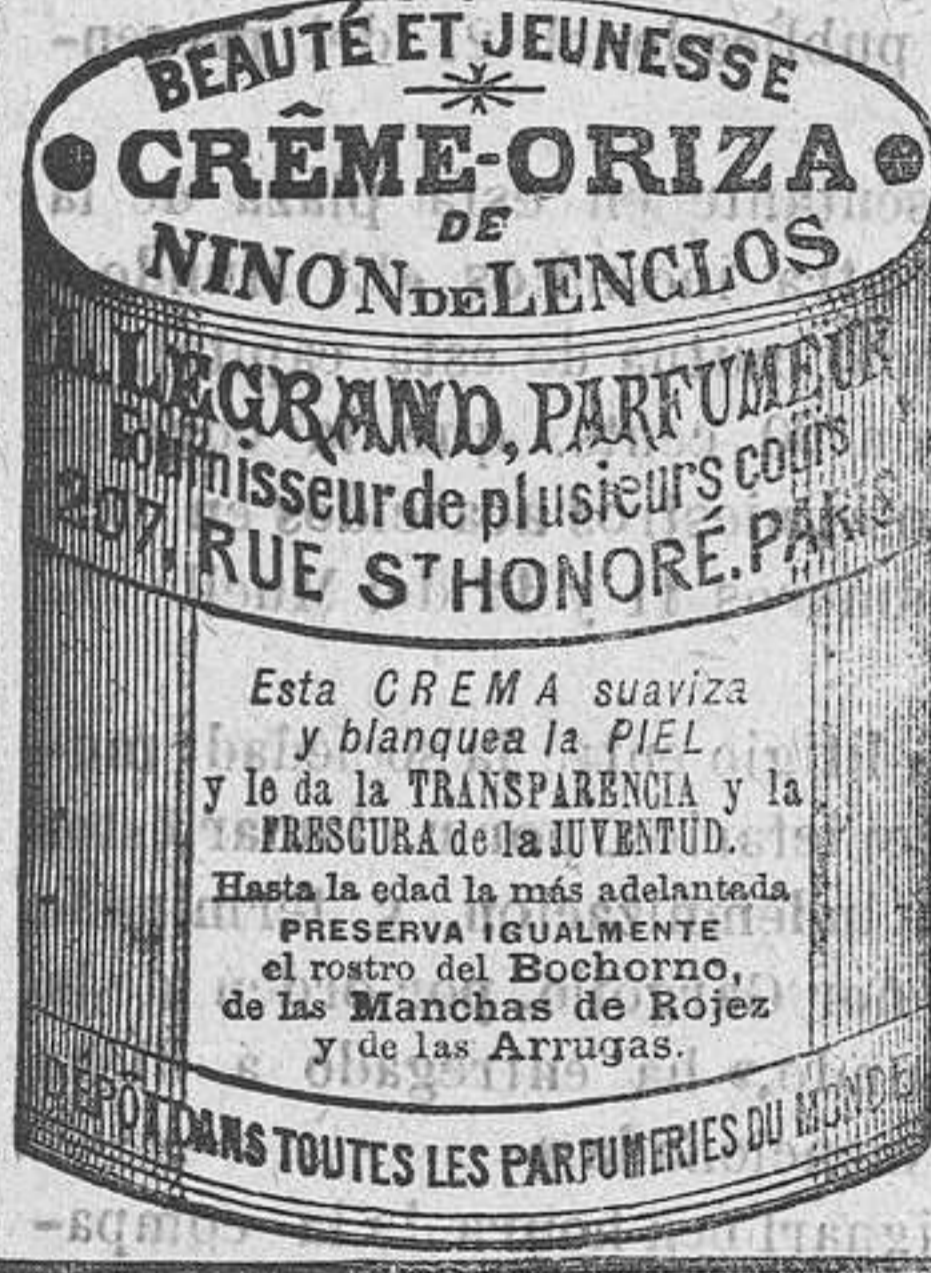 BEAUTÉ ET JEUNESSE
CRÊME-ORIZA
DE
NINON DE LENCLOS
L. LEGRAND, PARFUMEUR
Fournisseur de plusieurs cours
207, RUE ST HONORÉ. PARIS
Esta CREMA suaviza
y blanquea la PIEL
y le da la TRANSPARENCIA y la
FRESCURA de la JUVENTUD.
Hasta la edad la más adelantada
PRESERVA IGUALMENTE
el rostro del Bochorno,
de las Manchas de Rojez
y de las Arrugas.
DÉPÔT DANS TOUTES LES PARFUMERIES DU MONDE